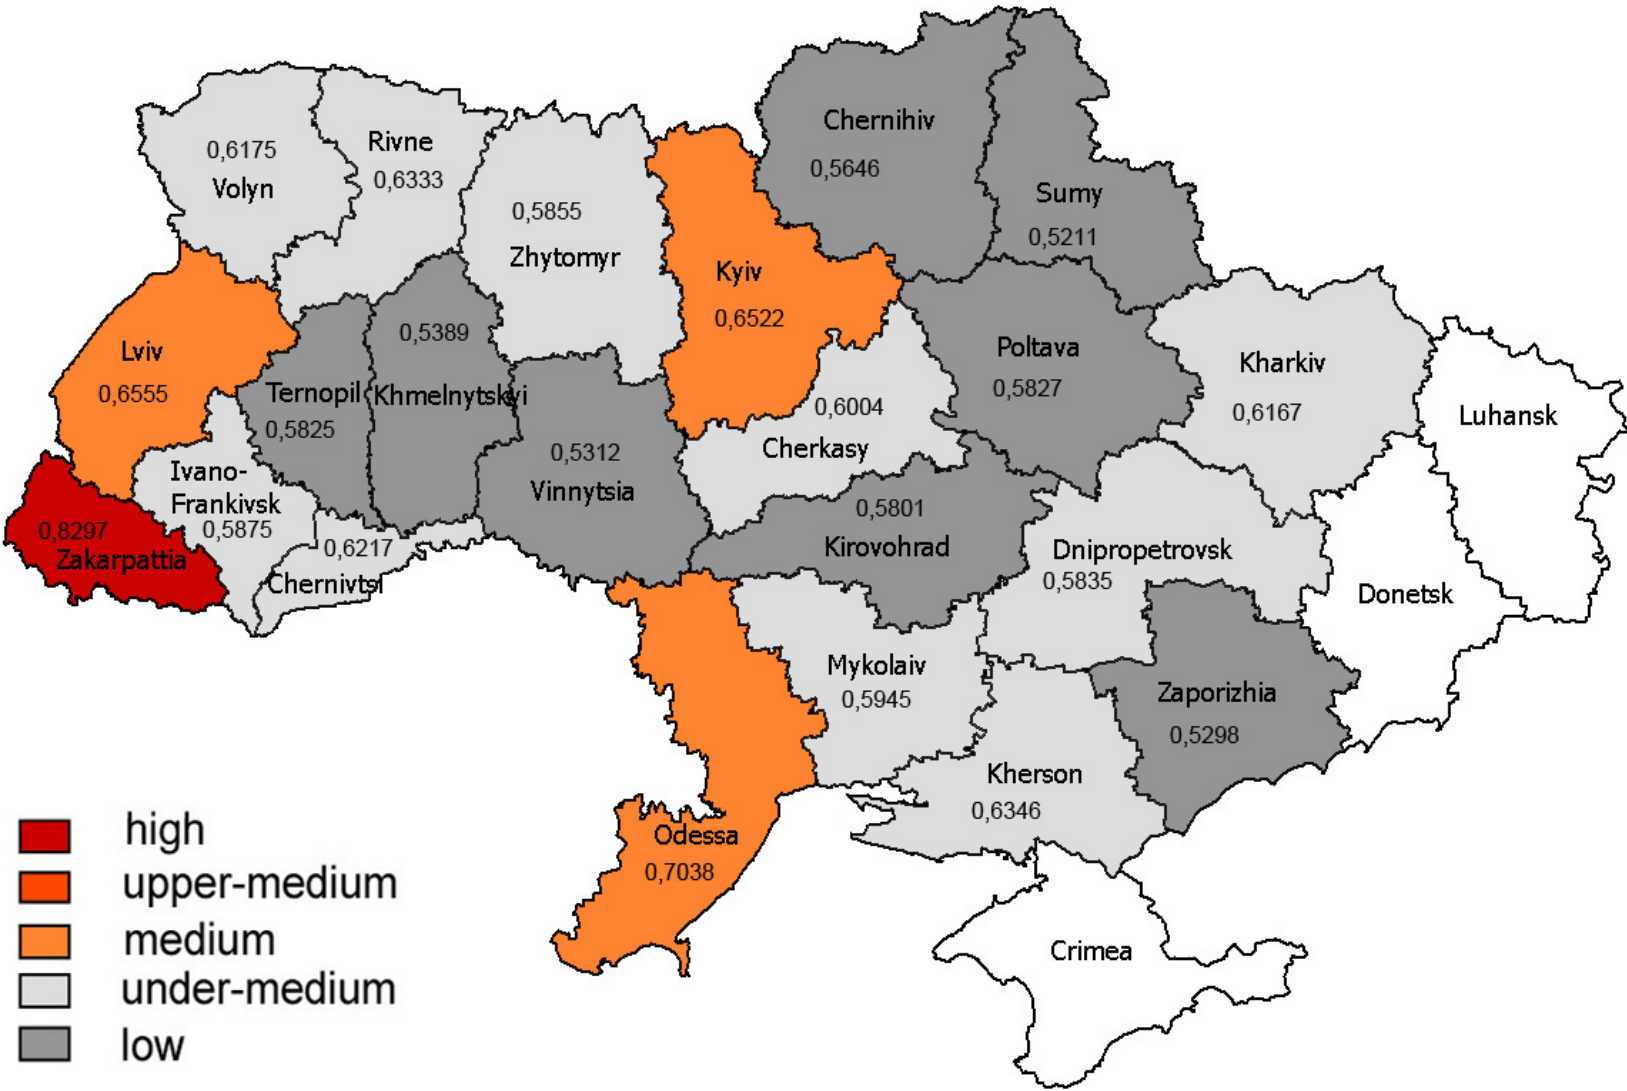 Chernihiv
0,5646
Sumy
0,5211
Rivne
0,6333
0,6175
Volyn
0,5855
Zhytomyr
Kyiv
0,6522
Lviv
0,6555
0,5389
Khmelnytskyi
Ternopil
0,5825
Poltava
0,5827
Kharkiv
0,6167
Luhansk
0,6004
Cherkasy
0,5312
Vinnytsia
Ivano-
Frankivsk
0,5875
0,8297
Zakarpattia
0,6217
Chernivtsi
0,5801
Kirovohrad
Dnipropetrovsk
0,5835
Donetsk
Mykolaiv
0,5945
Zaporizhia
0,5298
Kherson
0,6346
Odessa
0,7038
Crimea
high
upper-medium
medium
under-medium
low